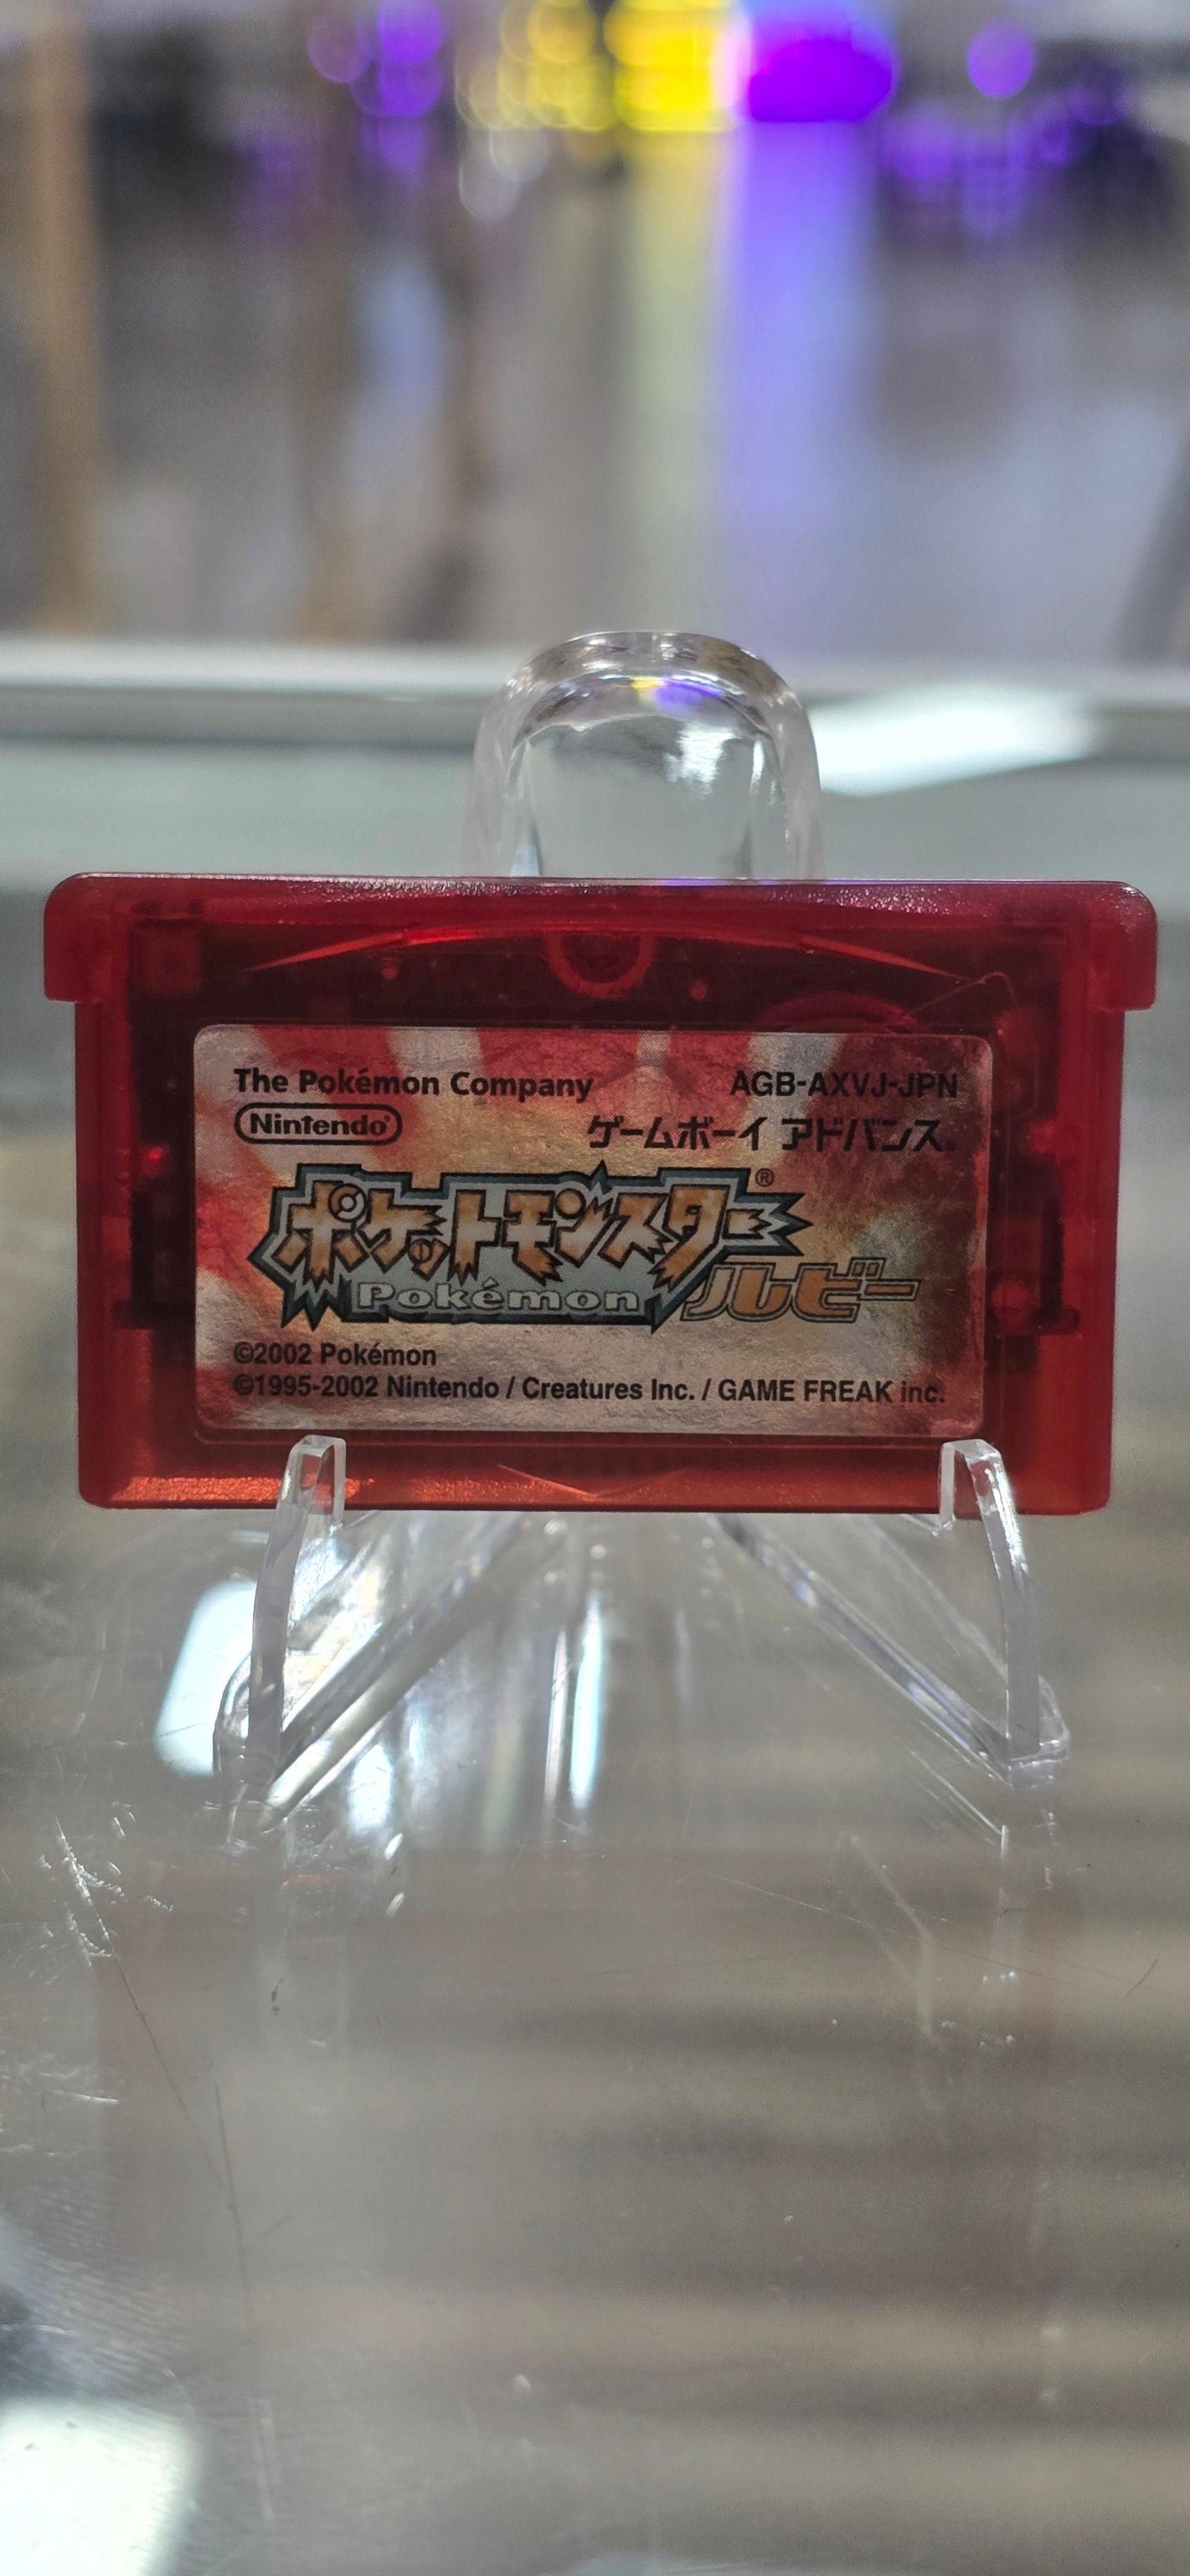 The Pokémon Company
AGB-AXVJ-JPN
Nintendo®
ゲームボーイ アドバンス
ポケットモンスター®
Pokémon
ルビー
©2002 Pokémon
©1995-2002 Nintendo / Creatures Inc. / GAME FREAK inc.